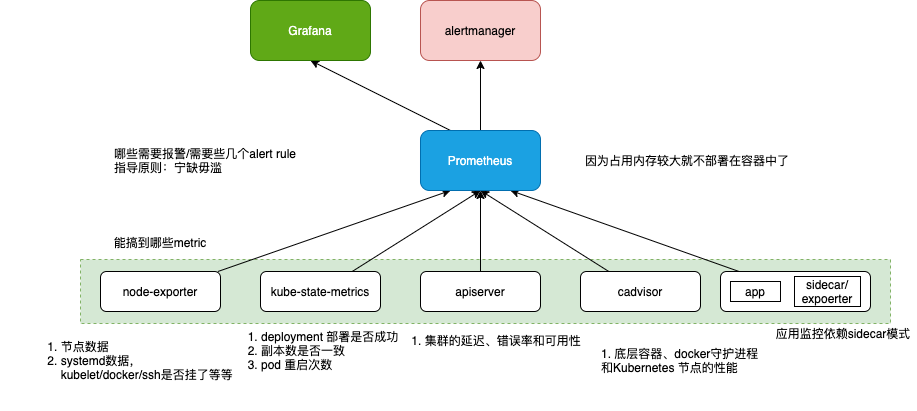 Grafana
alertmanager
哪些需要报警/需要些几个alert rule
指导原则：宁缺毋滥
Prometheus
因为占用内存较大就不部署在容器中了
能搞到哪些metric
node-exporter
kube-state-metrics
apiserver
cadvisor
app
sidecar/
expoerter
应用监控依赖sidecar模式
1. 节点数据
2. systemd数据，
kubelet/docker/ssh是否挂了等等
1. deployment 部署是否成功
2. 副本数是否一致
3. pod 重启次数
1. 集群的延迟、错误率和可用性
1. 底层容器、docker守护进程
和Kubernetes 节点的性能